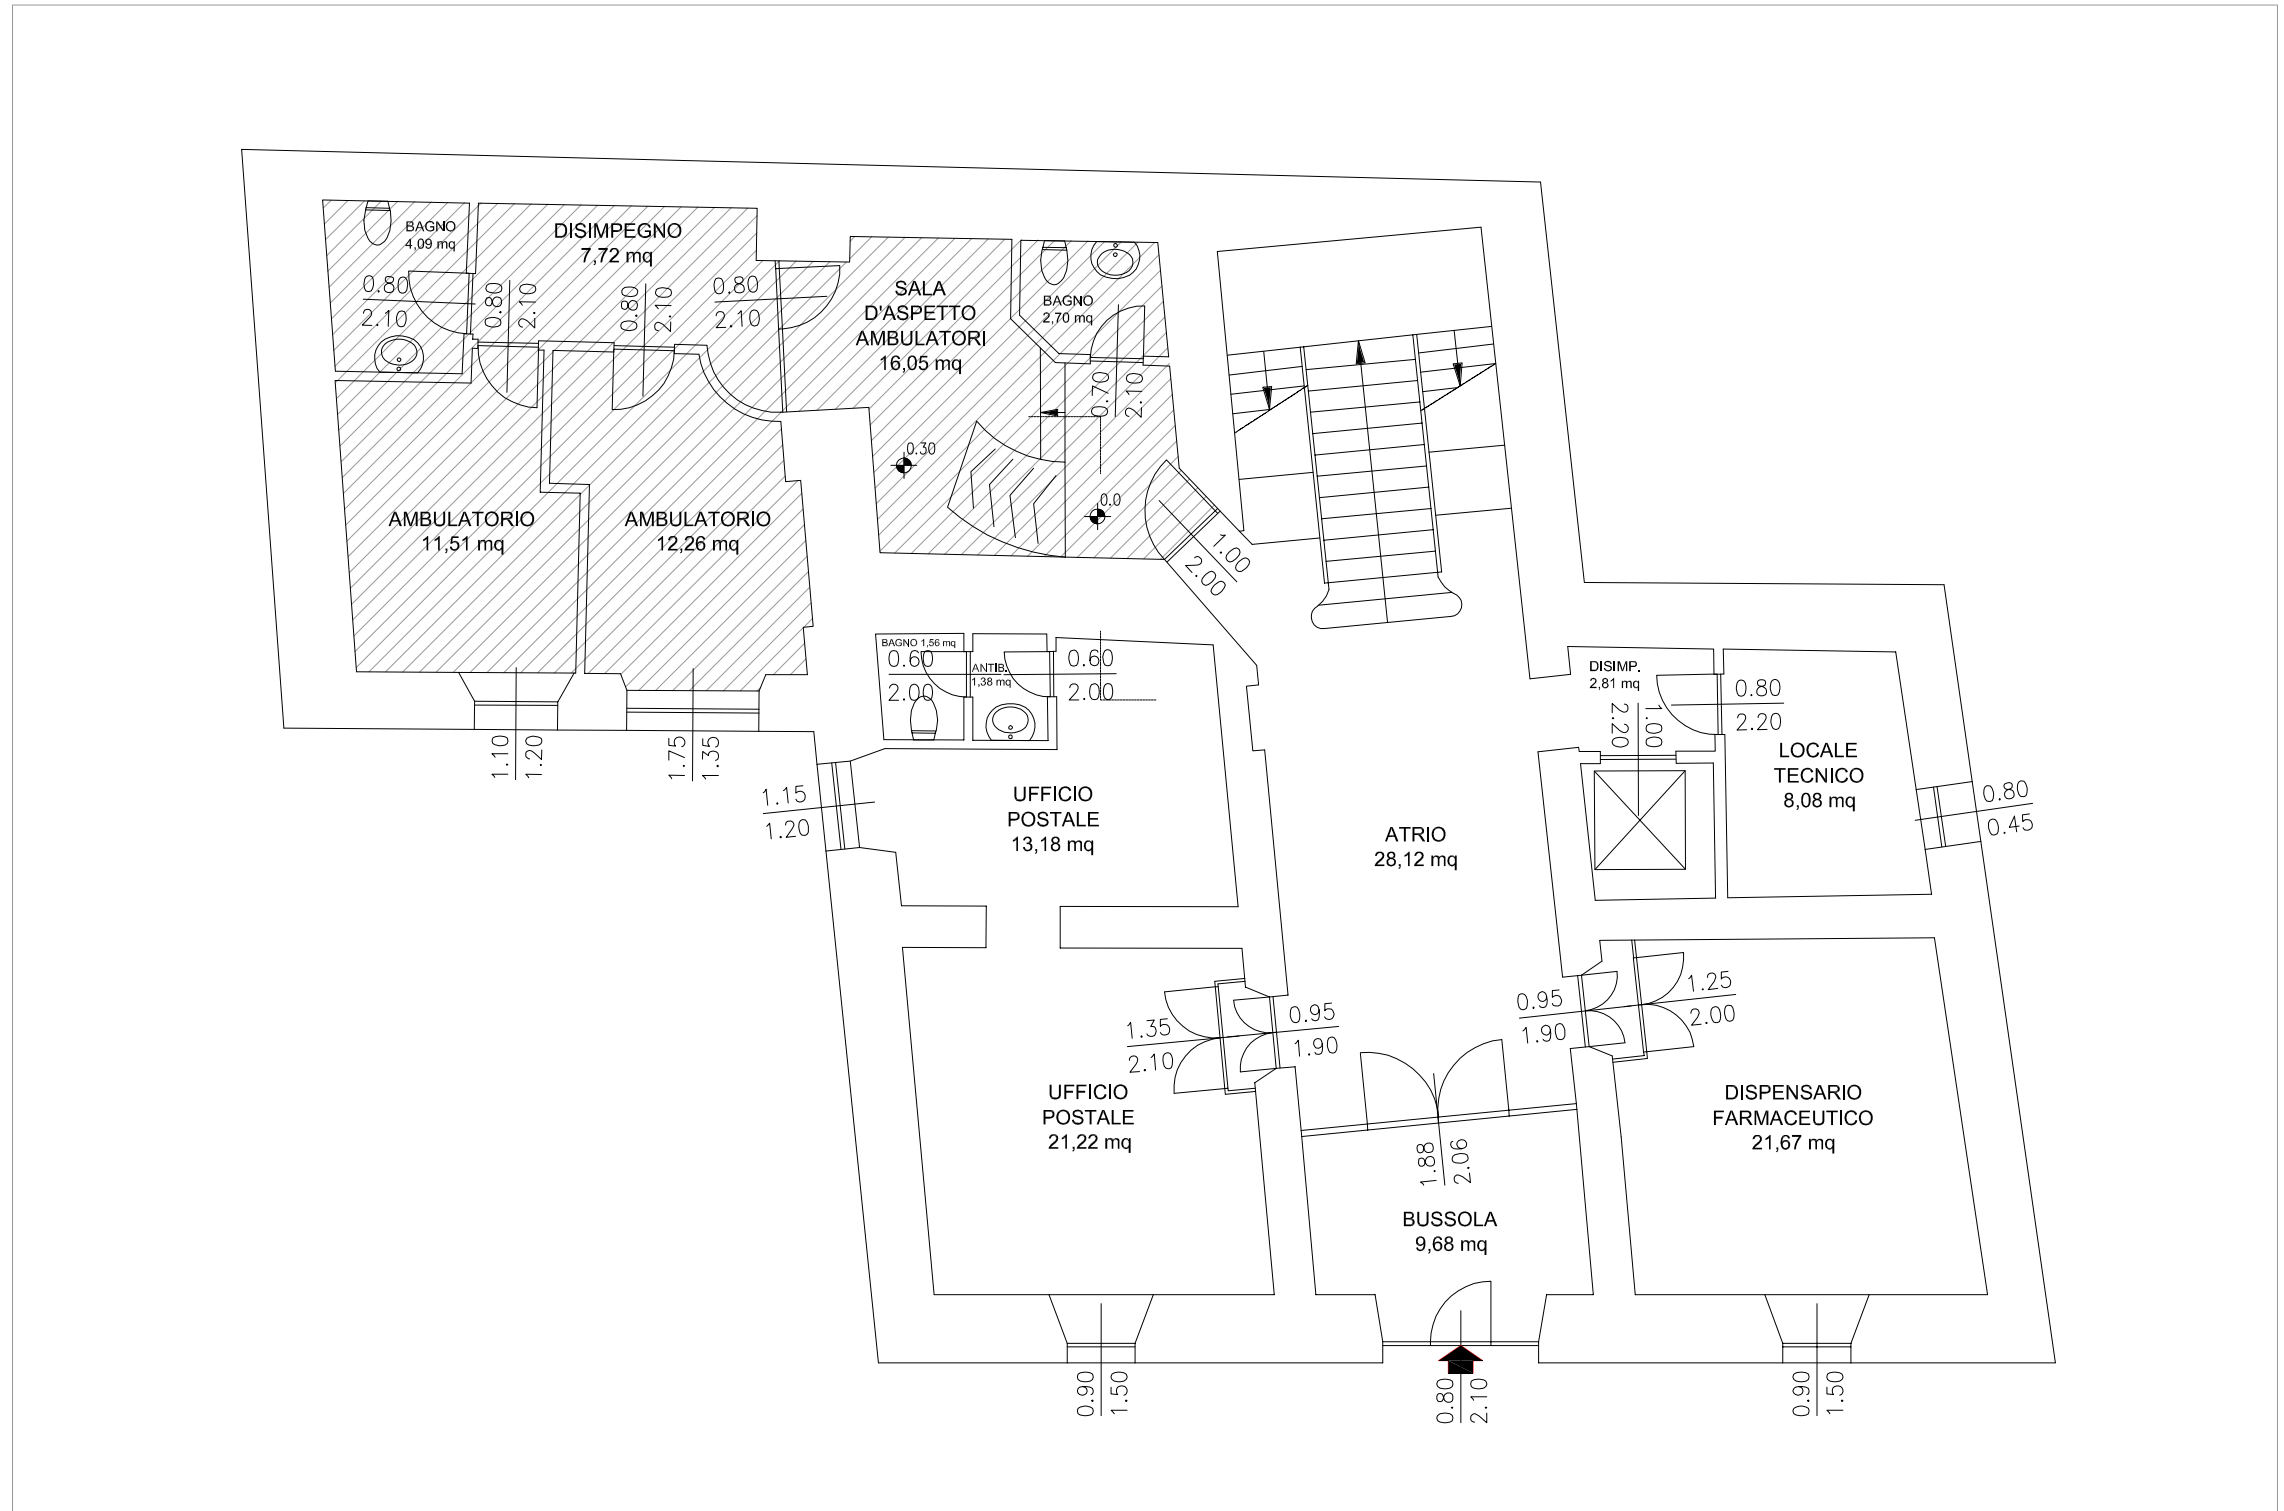 BAGNO
4,09 mq
DISIMPEGNO
7,72 mq
0.80
2.10
0.80
2.10
0.80
2.10
0.80
2.10
SALA
D'ASPETTO
AMBULATORI
16,05 mq
BAGNO
2,70 mq
0.70
2.10
0.30
0.0
AMBULATORIO
11,51 mq
AMBULATORIO
12,26 mq
1.00
2.00
BAGNO 1,56 mq
0.60
2.00
ANTIB.
1,38 mq
0.60
2.00
DISIMP.
2,81 mq
1.00
2.20
0.80
2.20
LOCALE
TECNICO
8,08 mq
0.80
0.45
1.10
1.20
1.75
1.35
1.15
1.20
UFFICIO
POSTALE
13,18 mq
ATRIO
28,12 mq
1.35
2.10
0.95
1.90
0.95
1.90
1.25
2.00
UFFICIO
POSTALE
21,22 mq
1.88
2.06
DISPENSARIO
FARMACEUTICO
21,67 mq
BUSSOLA
9,68 mq
0.90
1.50
0.80
2.10
0.90
1.50